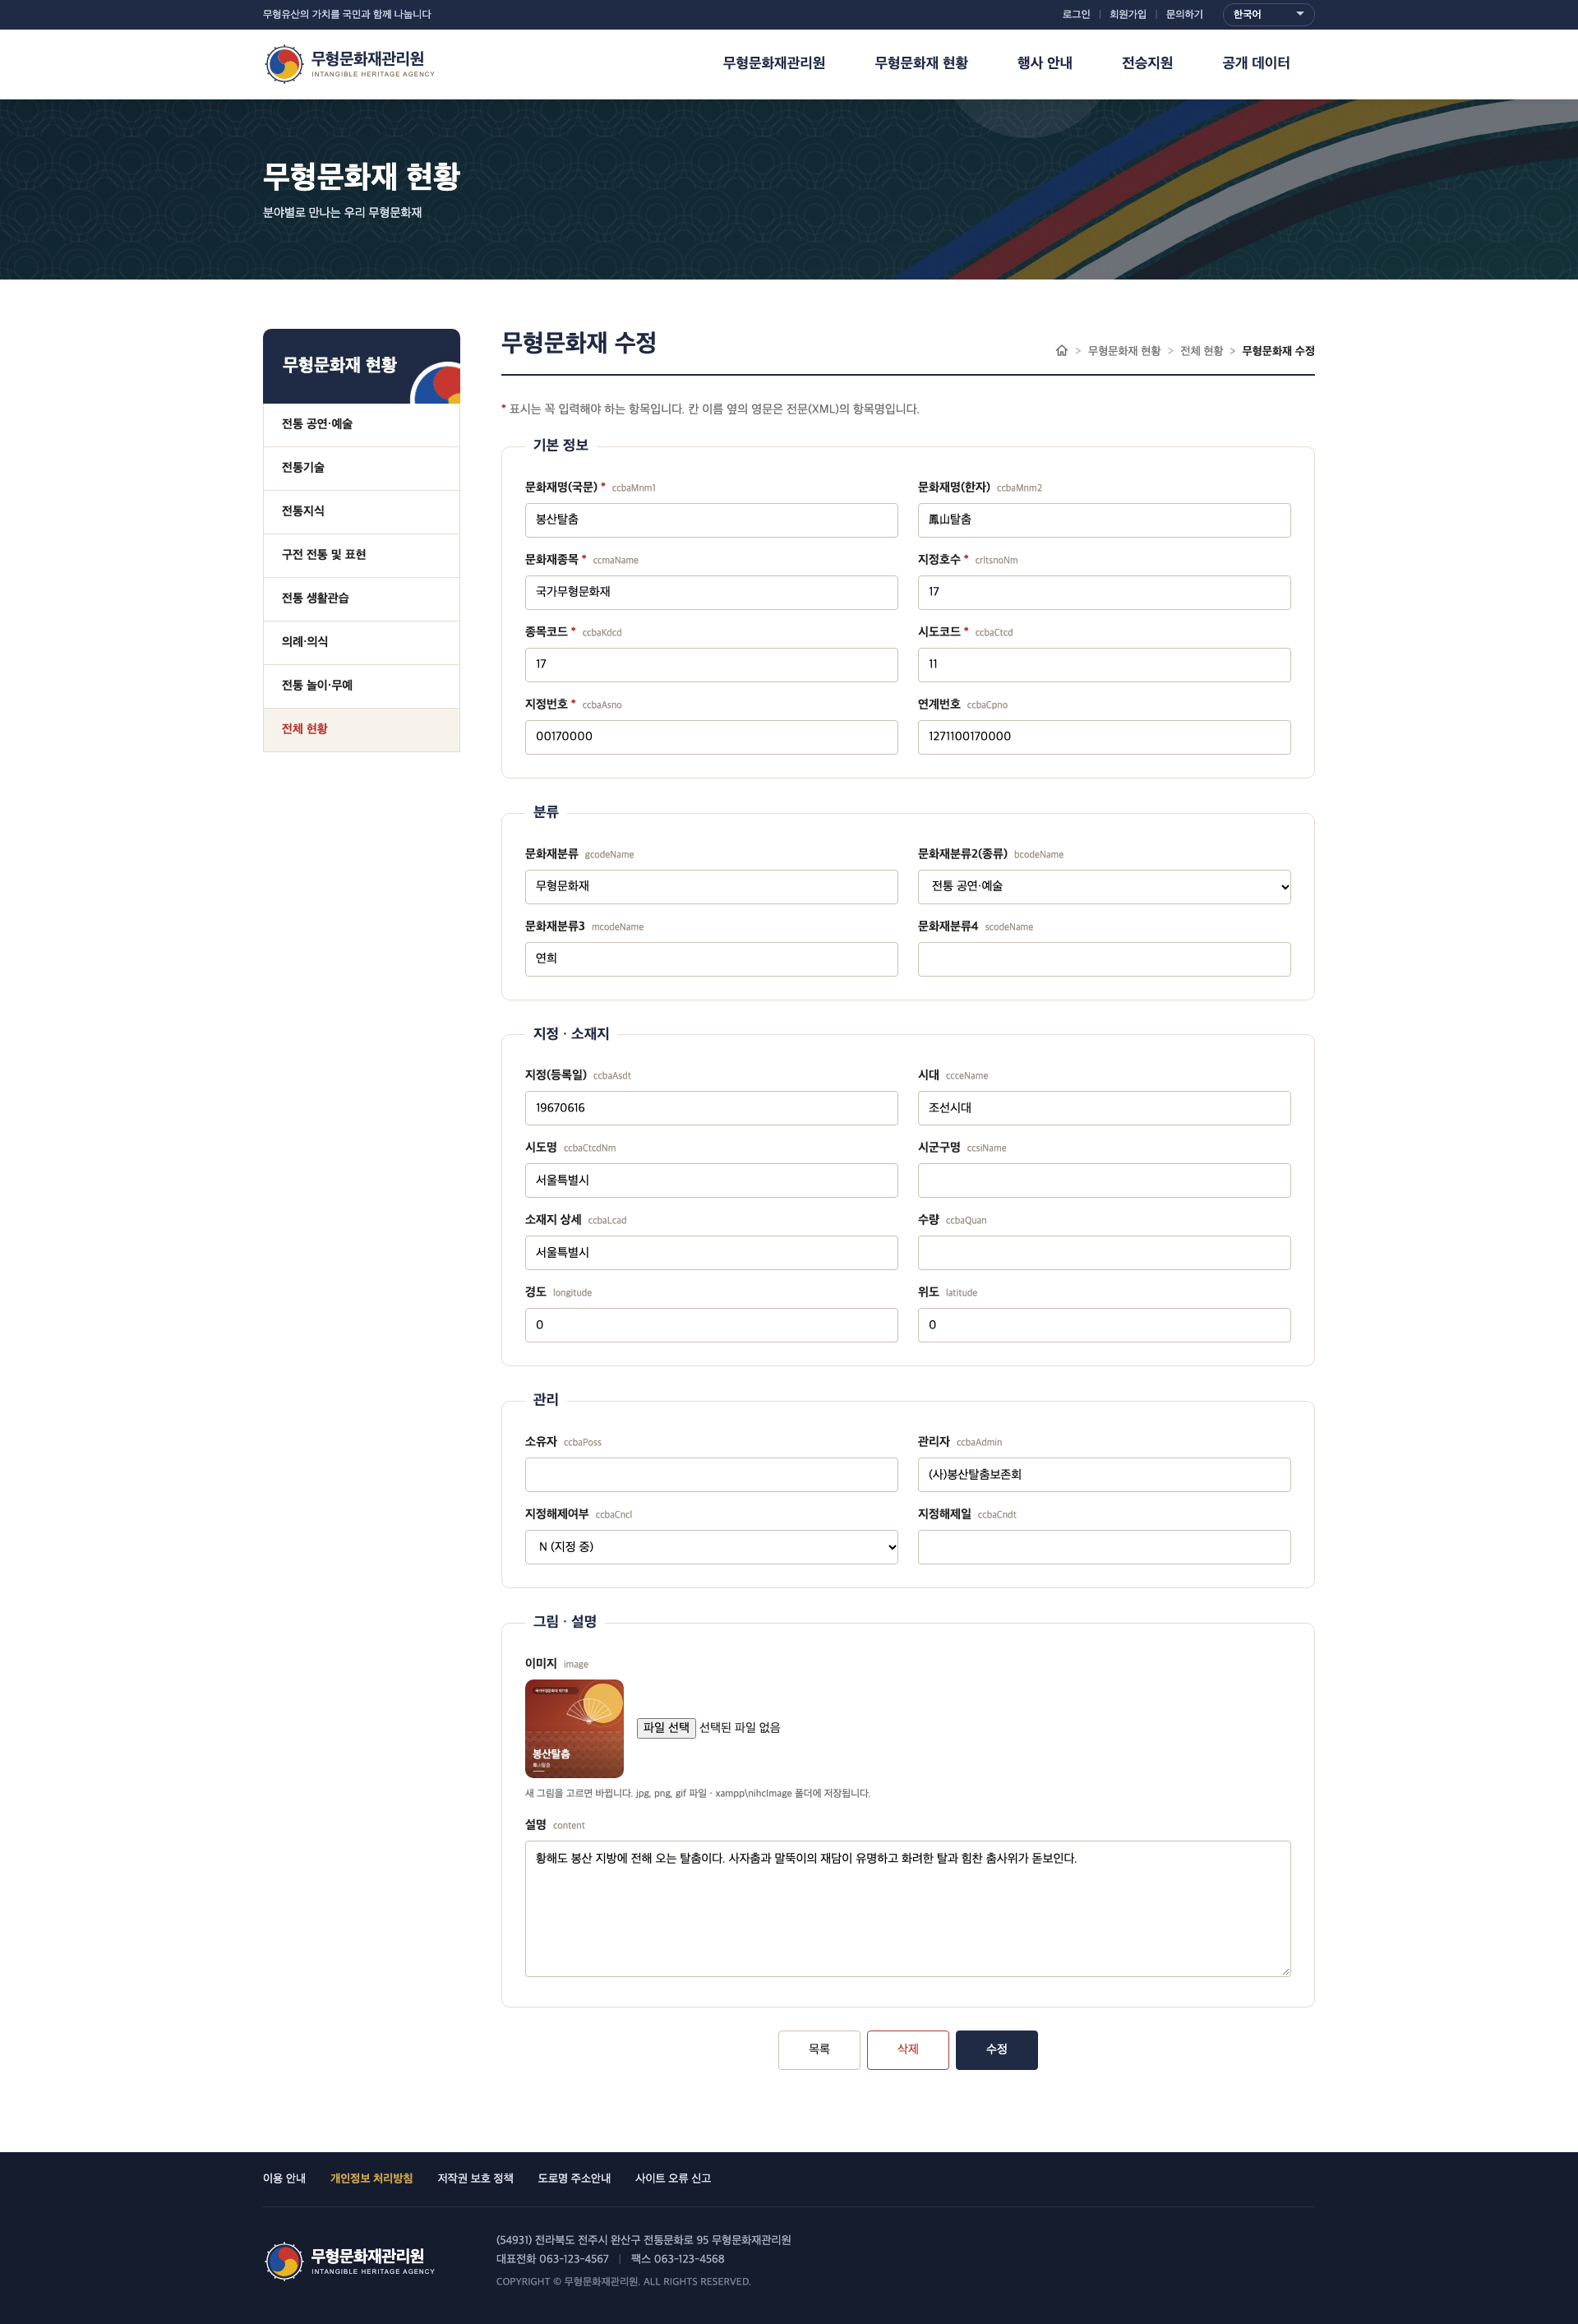 무형유산의 가치를 국민과 함께 나눕니다
로그인 | 회원가입 | 문의하기 한국어
무형문화재관리원
INTANGIBLE HERITAGE AGENCY
무형문화재관리원 무형문화재 현황 행사 안내 전승지원 공개 데이터
무형문화재 현황
분야별로 만나는 우리 무형문화재
무형문화재 현황
전통 공연·예술
전통기술
전통지식
구전 전통 및 표현
전통 생활관습
의례·의식
전통 놀이·무예
전체 현황
무형문화재 수정
> 무형문화재 현황 > 전체 현황 > 무형문화재 수정
* 표시는 꼭 입력해야 하는 항목입니다. 칸 이름 옆의 영문은 전문(XML)의 항목명입니다.
기본 정보
문화재명(국문) * ccbaMnm1
봉산탈춤
문화재명(한자) ccbaMnm2
鳳山탈춤
문화재종목 * ccmaName
국가무형문화재
지정호수 * crltsnoNm
17
종목코드 * ccbaKdcd
17
시도코드 * ccbaCtcd
11
지정번호 * ccbaAsno
00170000
연계번호 ccbaCpno
1271100170000
분류
문화재분류 gcodeName
무형문화재
문화재분류2(종류) bcodeName
전통 공연·예술
문화재분류3 mcodeName
연희
문화재분류4 scodeName
지정 · 소재지
지정(등록일) ccbaAsdt
19670616
시대 ccceName
조선시대
시도명 ccbaCtcdNm
서울특별시
시군구명 ccsiName
소재지 상세 ccbaLcad
서울특별시
수량 ccbaQuan
경도 longitude
0
위도 latitude
0
관리
소유자 ccbaPoss
관리자 ccbaAdmin
(사)봉산탈춤보존회
지정해제여부 ccbaCncl
N (지정 중)
지정해제일 ccbaCndt
그림 · 설명
이미지 image
봉산탈춤
파일 선택 선택된 파일 없음
새 그림을 고르면 바뀝니다. jpg, png, gif 파일 · xampp\nihcImage 폴더에 저장됩니다.
설명 content
황해도 봉산 지방에 전해 오는 탈춤이다. 사자춤과 말뚝이의 재담이 유명하고 화려한 탈과 힘찬 춤사위가 돋보인다.
목록 삭제 수정
이용 안내 개인정보 처리방침 저작권 보호 정책 도로명 주소안내 사이트 오류 신고
무형문화재관리원
INTANGIBLE HERITAGE AGENCY
(54931) 전라북도 전주시 완산구 전통문화로 95 무형문화재관리원
대표전화 063-123-4567 | 팩스 063-123-4568
COPYRIGHT © 무형문화재관리원. ALL RIGHTS RESERVED.